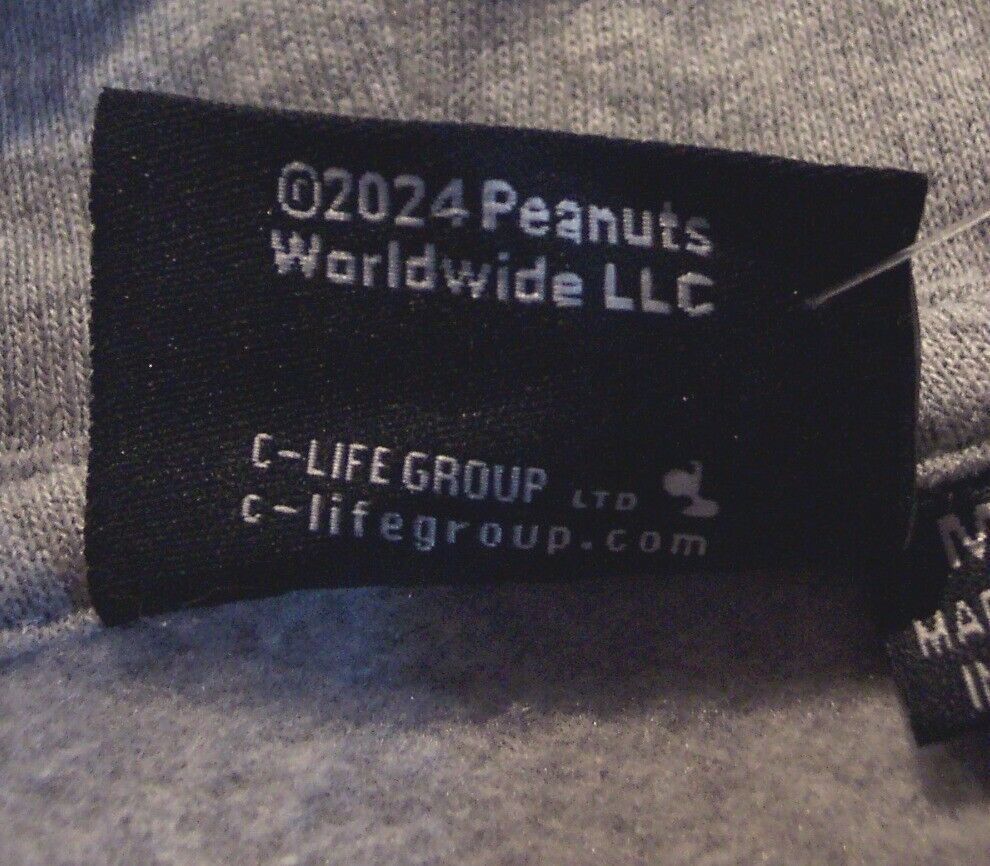 ©2024 Peanuts
Worldwide LLC
C-LIFE GROUP LTD
c-lifegroup.com